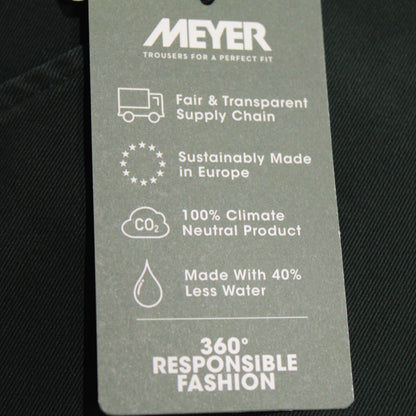 MEYER
TROUSERS FOR A PERFECT FIT
Fair & Transparent
Supply Chain
Sustainably Made
in Europe
CO₂
100% Climate
Neutral Product
Made With 40%
Less Water
360°
RESPONSIBLE
FASHION